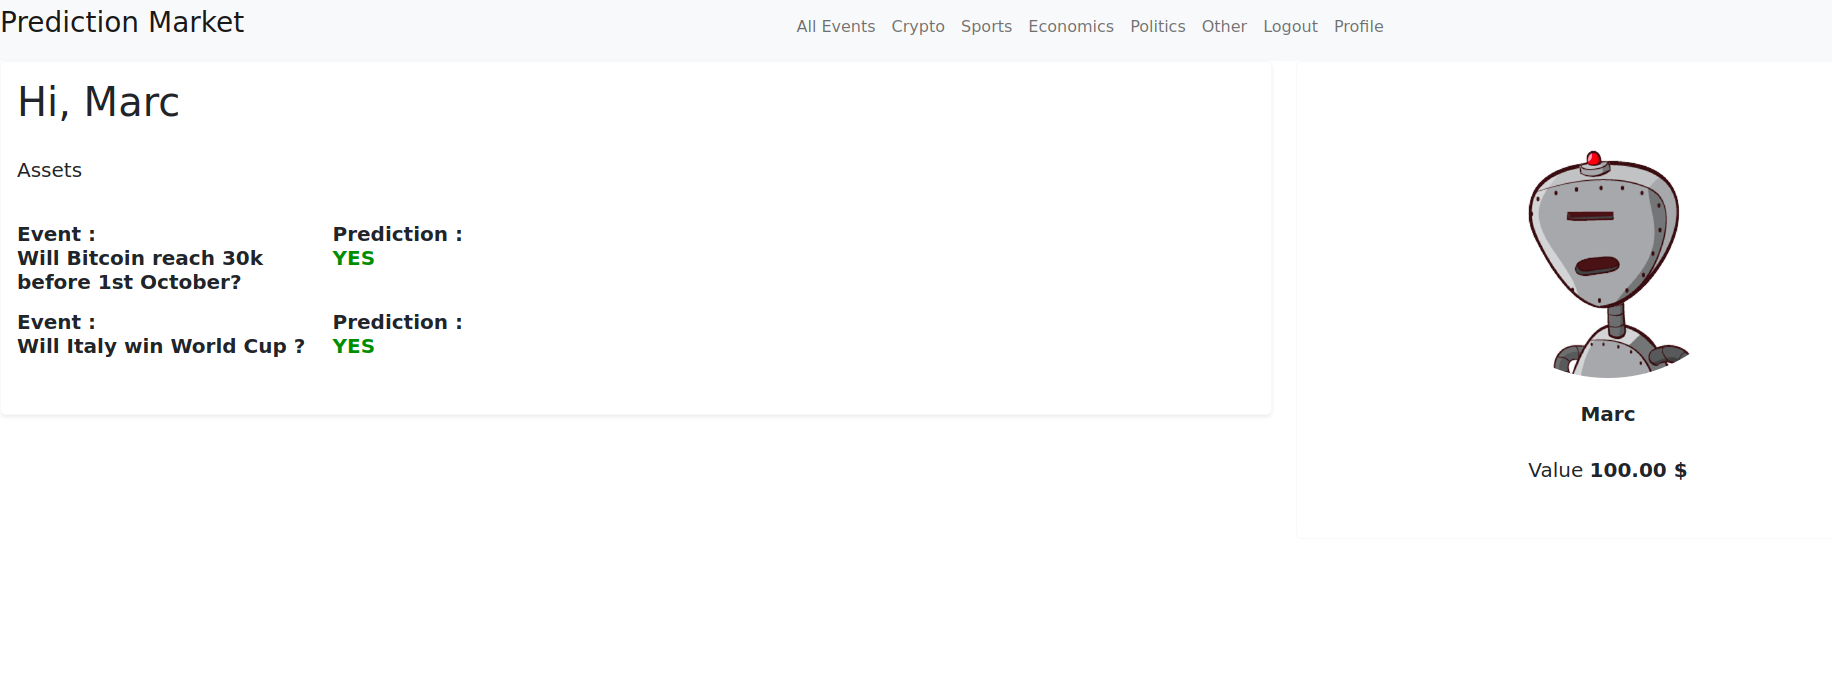 Prediction Market
All Events Crypto Sports Economics Politics Other Logout Profile
Hi, Marc
Assets
Event : Prediction :
Will Bitcoin reach 30k YES
before 1st October?
Event : Prediction :
Will Italy win World Cup ? YES
Marc
Value 100.00 $